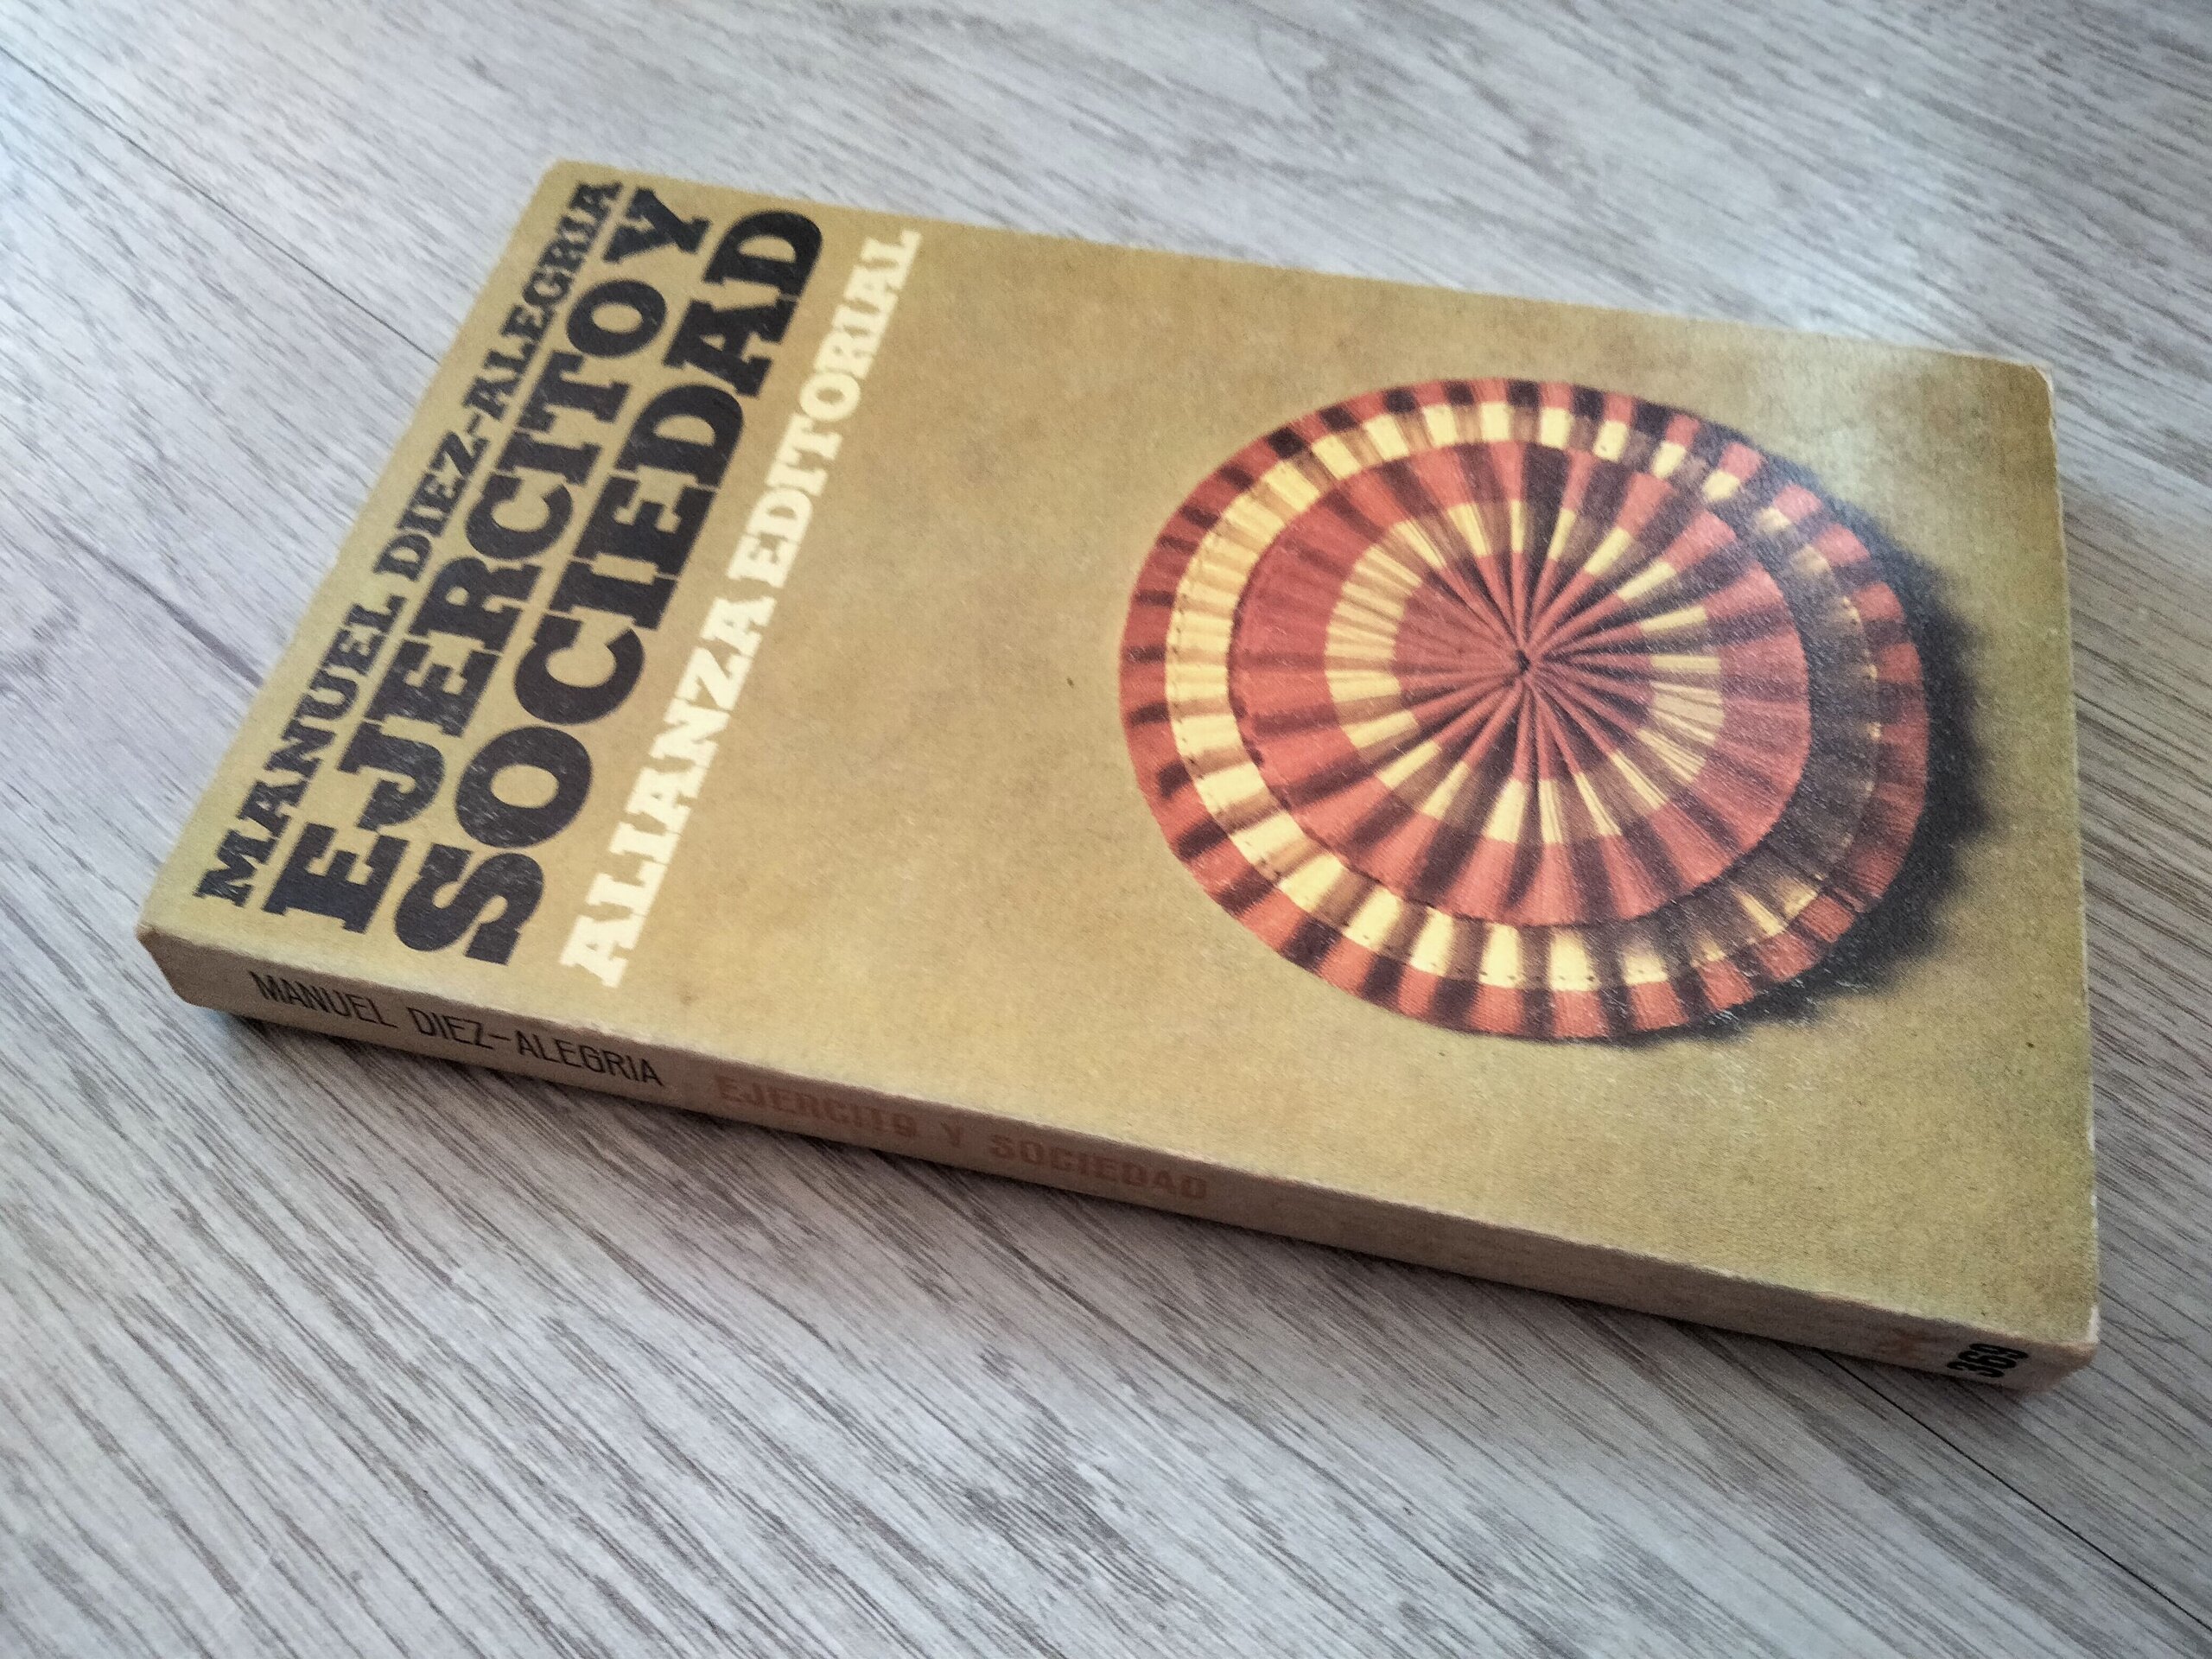 MANUEL DIEZ-ALEGRIA
EJERCITO Y
SOCIEDAD
ALIANZA EDITORIAL
MANUEL DIEZ-ALEGRIA EJERCITO Y SOCIEDAD
369